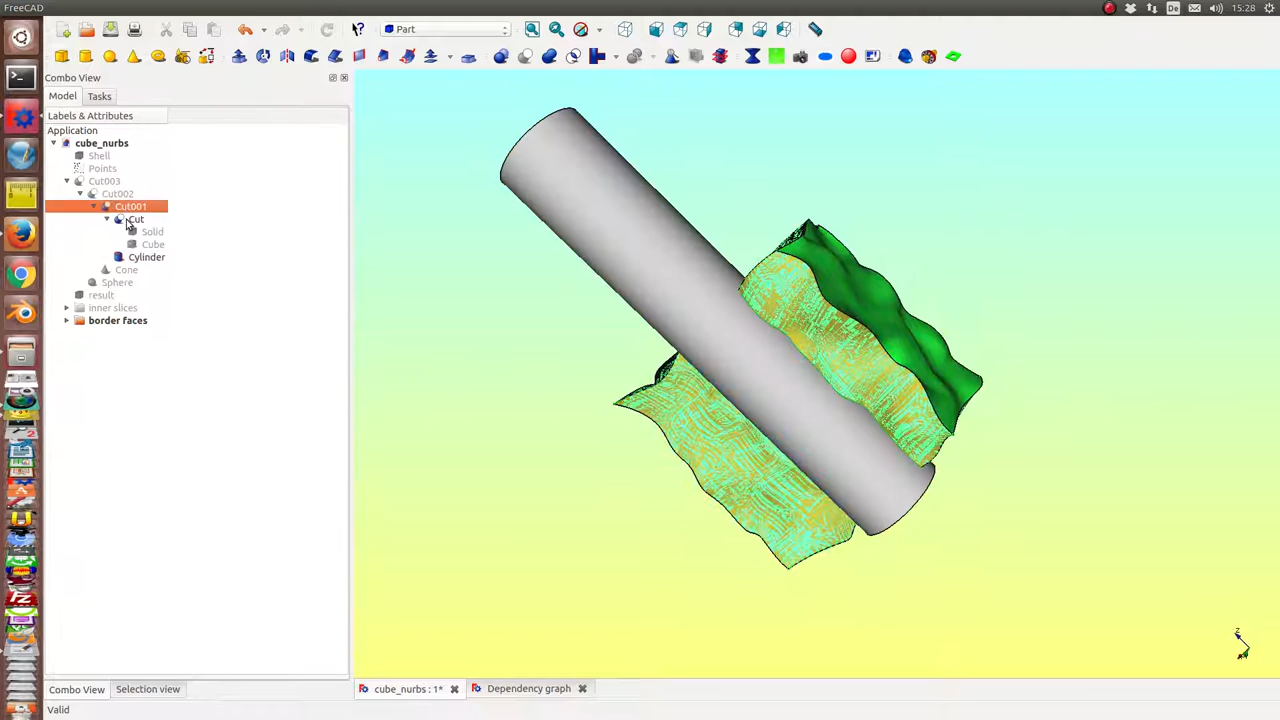 FreeCAD
De
15:28
Part
Combo View
Model
Tasks
Labels & Attributes
Application
cube_nurbs
Shell
Points
Cut003
Cut002
Cut001
Cut
Solid
Cube
Cylinder
Cone
Sphere
result
inner slices
border faces
Combo View
Selection view
cube_nurbs : 1*
Dependency graph
Valid